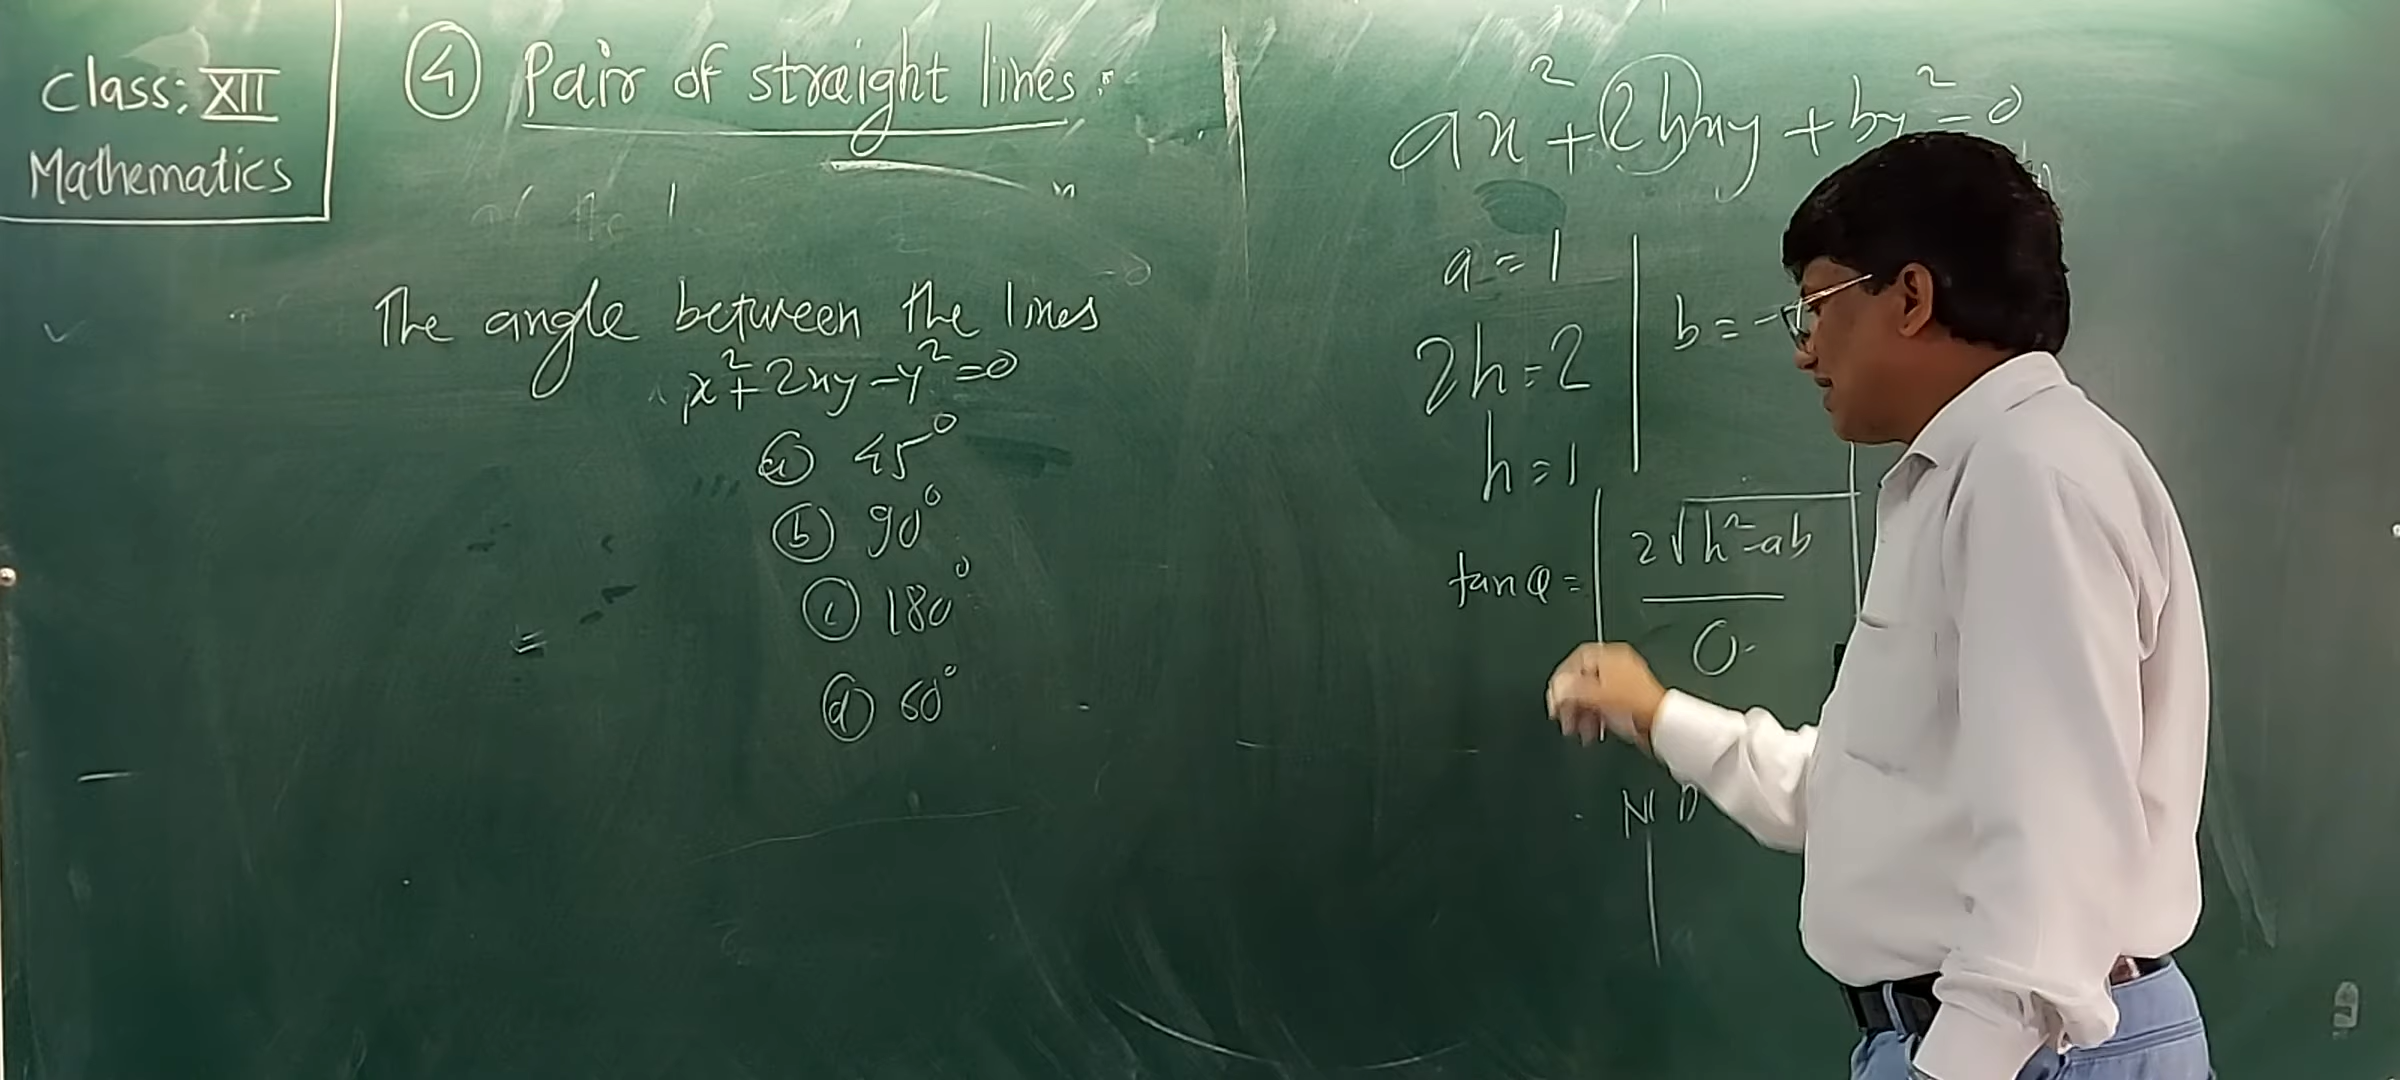 Class: XII
Mathematics
④ Pair of straight lines.
The angle between the lines
x²+2xy-y²=0
ⓐ 45°
ⓑ 90°
ⓒ 180°
ⓓ 60°
ax²+2hxy+by²=0
a=1
b=-1
2h=2
h=1
tanθ= | 2√h²-ab / 0 |
N D